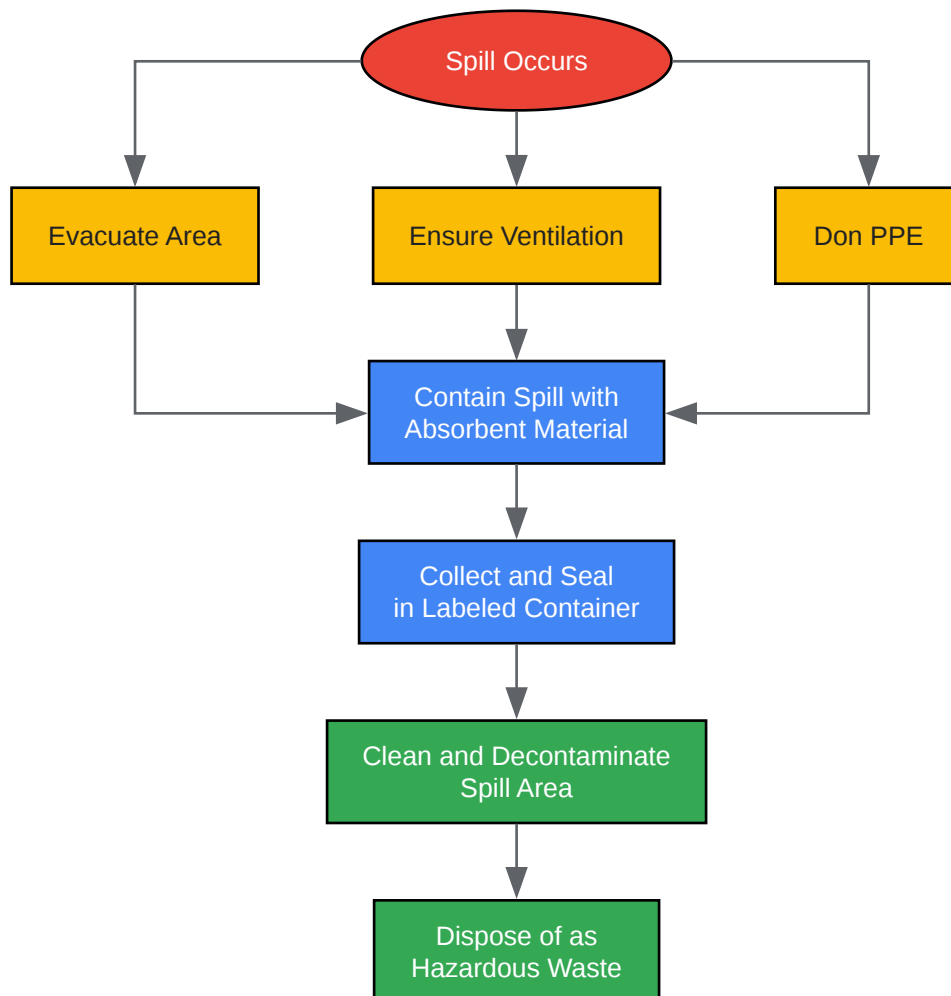 Spill Occurs
Evacuate Area
Ensure Ventilation
Don PPE
Contain Spill with
Absorbent Material
Collect and Seal
in Labeled Container
Clean and Decontaminate
Spill Area
Dispose of as
Hazardous Waste